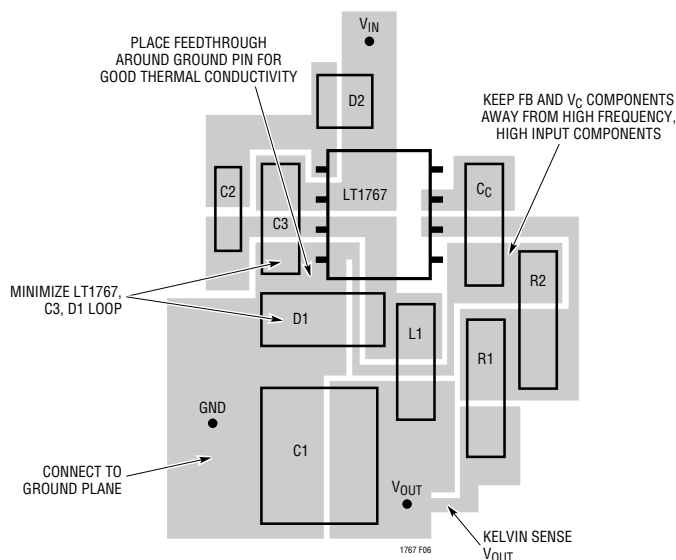 V_IN
PLACE FEEDTHROUGH
AROUND GROUND PIN FOR
GOOD THERMAL CONDUCTIVITY
D2
KEEP FB AND V_C COMPONENTS
AWAY FROM HIGH FREQUENCY,
HIGH INPUT COMPONENTS
C2
C3
LT1767
C_C
R2
MINIMIZE LT1767,
C3, D1 LOOP
D1
L1
R1
GND
C1
CONNECT TO
GROUND PLANE
V_OUT
KELVIN SENSE
V_OUT
1767 F06